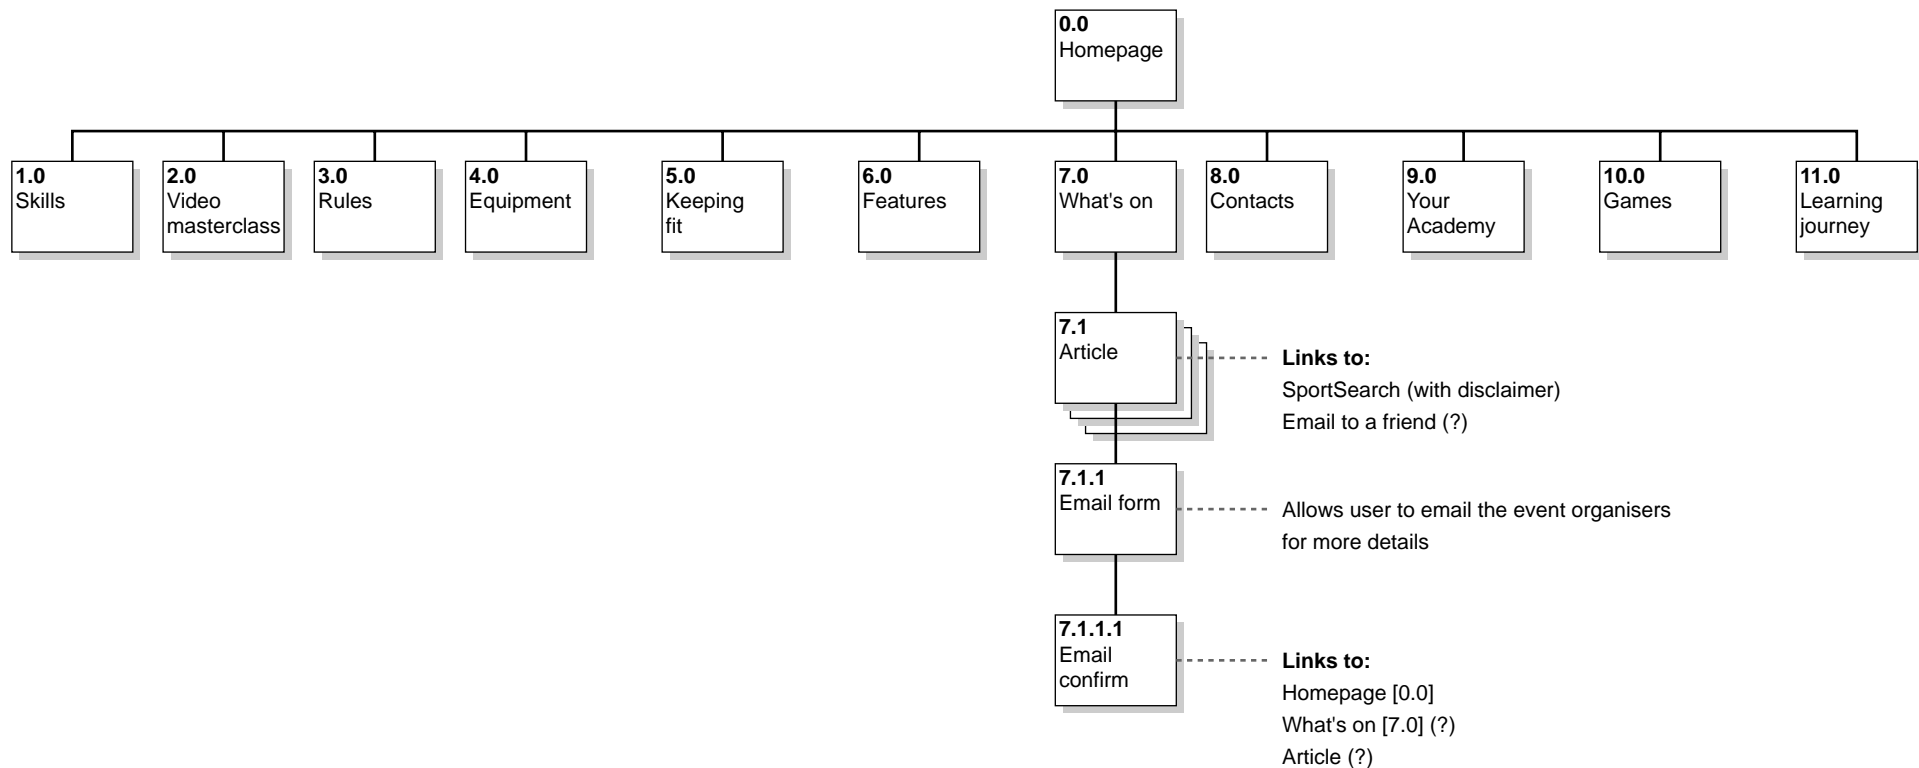 0.0
Homepage
1.0
Skills
2.0
Video
masterclass
3.0
Rules
4.0
Equipment
5.0
Keeping
fit
6.0
Features
7.0
What's on
8.0
Contacts
9.0
Your
Academy
10.0
Games
11.0
Learning
journey
7.1
Article
Links to:
SportSearch (with disclaimer)
Email to a friend (?)
7.1.1
Email form
Allows user to email the event organisers
for more details
7.1.1.1
Email
confirm
Links to:
Homepage [0.0]
What's on [7.0] (?)
Article (?)